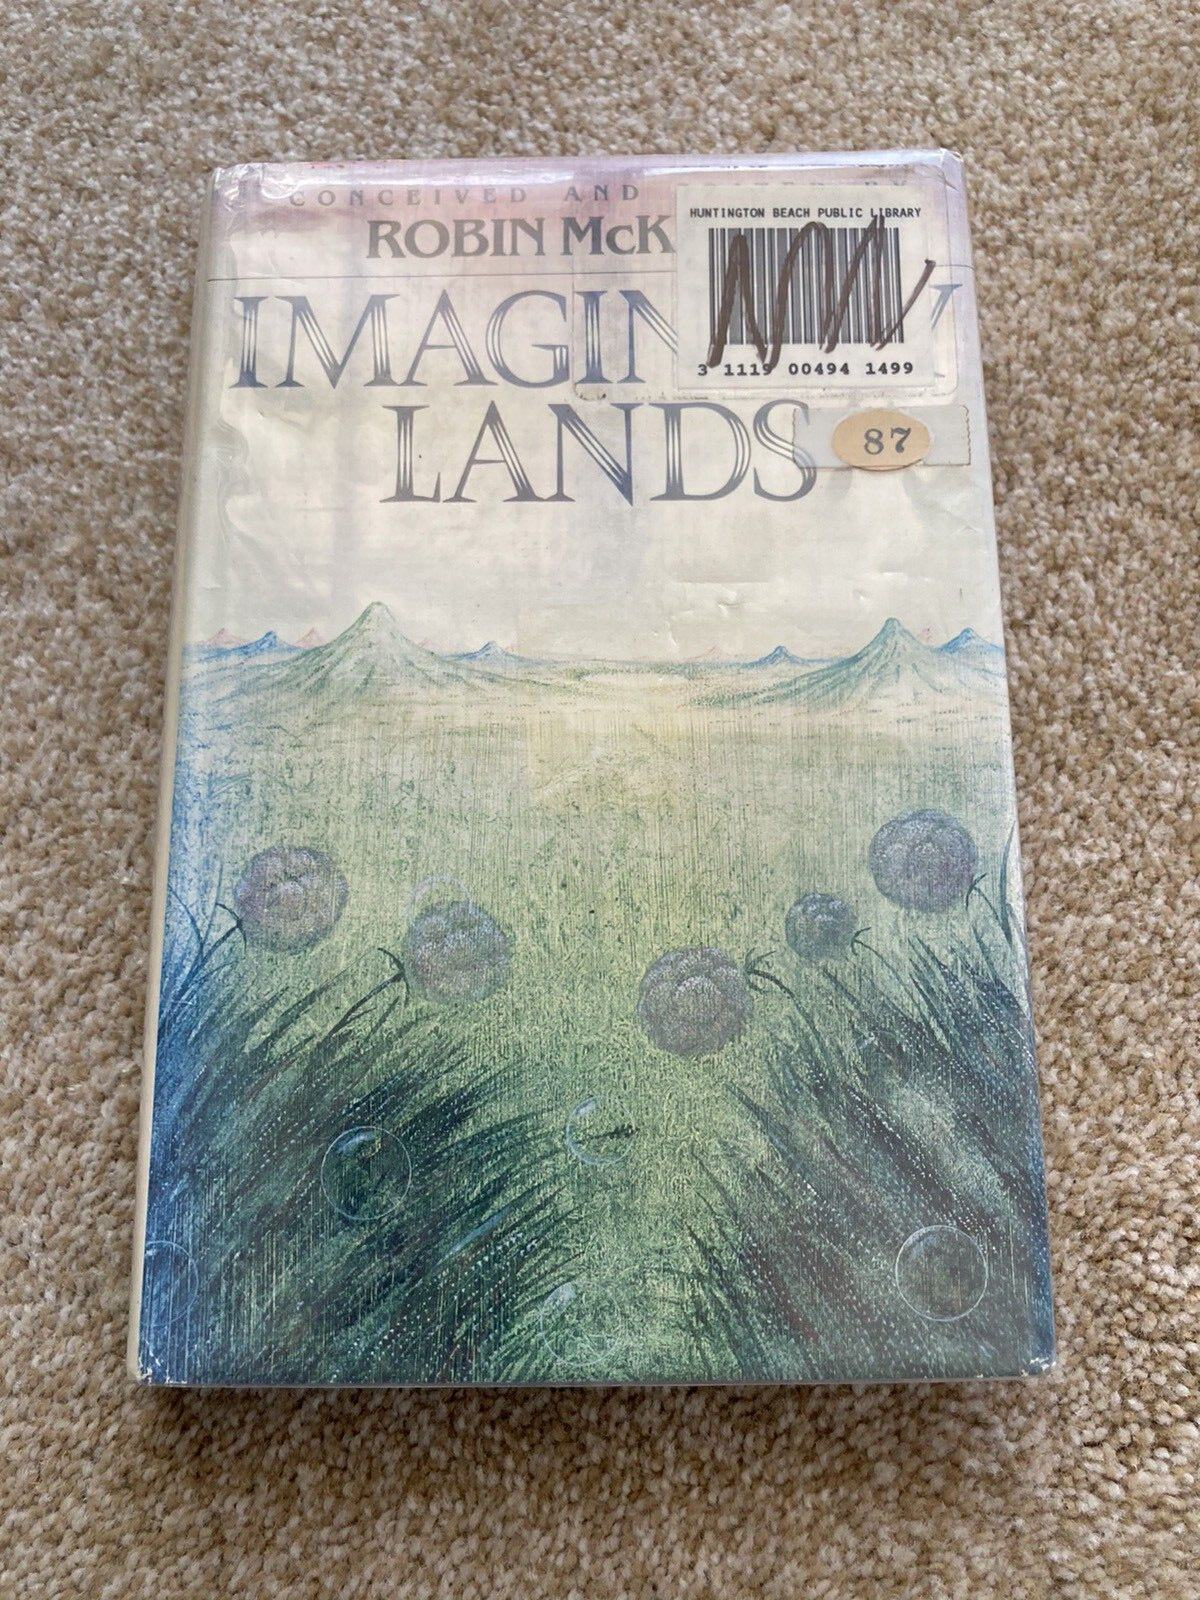 CONCEIVED AND
ROBIN McK
HUNTINGTON BEACH PUBLIC LIBRARY
3 1119 00494 1499
IMAGIN
LANDS
87